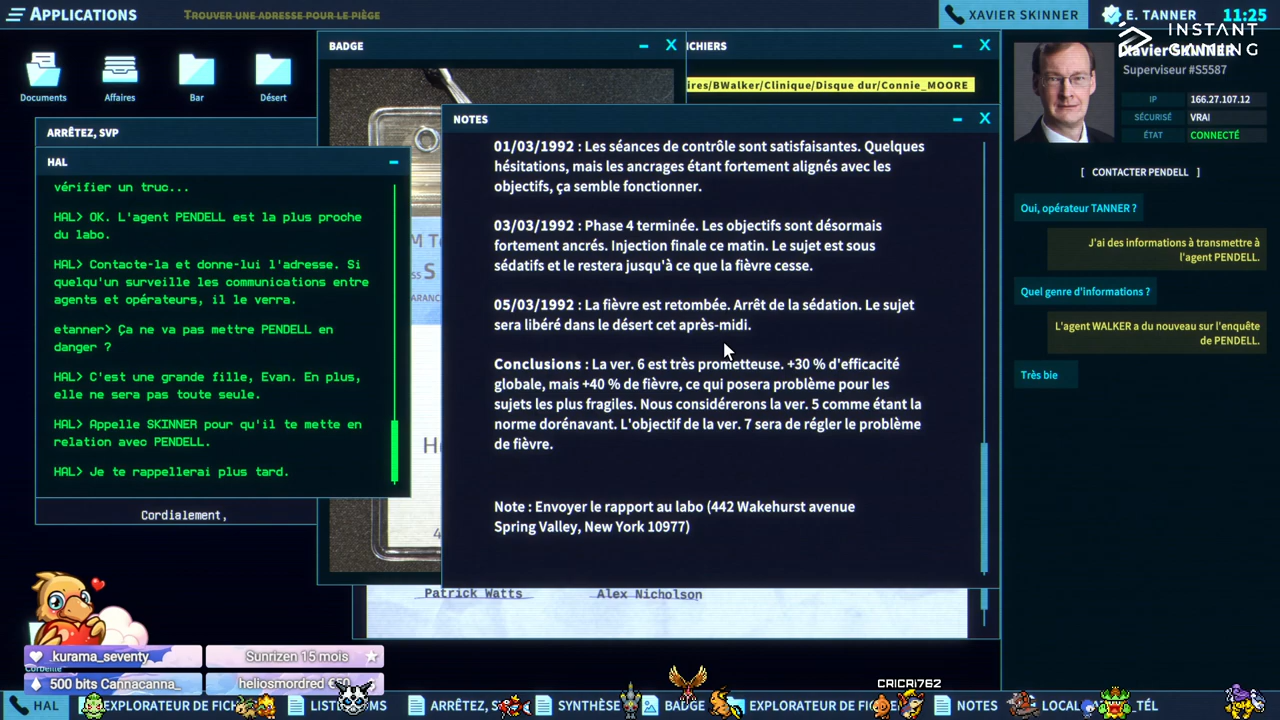 APPLICATIONS
TROUVER UNE ADRESSE POUR LE PIÈGE
XAVIER SKINNER
E. TANNER
11:25
INSTANT
GAMING
Documents
Affaires
Bar
Désert
ARRÊTEZ, SVP
HAL
vérifier un truc...
HAL> OK. L'agent PENDELL est la plus proche
du labo.
HAL> Contacte-la et donne-lui l'adresse. Si
quelqu'un surveille les communications entre
agents et opérateurs, il le verra.
etanner> Ça ne va pas mettre PENDELL en
danger ?
HAL> C'est une grande fille, Evan. En plus,
elle ne sera pas toute seule.
HAL> Appelle SKINNER pour qu'il te mette en
relation avec PENDELL.
HAL> Je te rappellerai plus tard.
Cordialement,
BADGE
ICHIERS
ires/BWalker/Clinique/Disque dur/Connie_MOORE
NOTES
01/03/1992 : Les séances de contrôle sont satisfaisantes. Quelques
hésitations, mais les ancrages étant fortement alignés avec les
objectifs, ça semble fonctionner.
03/03/1992 : Phase 4 terminée. Les objectifs sont désormais
fortement ancrés. Injection finale ce matin. Le sujet est sous
sédatifs et le restera jusqu'à ce que la fièvre cesse.
05/03/1992 : La fièvre est retombée. Arrêt de la sédation. Le sujet
sera libéré dans le désert cet après-midi.
Conclusions : La ver. 6 est très prometteuse. +30 % d'efficacité
globale, mais +40 % de fièvre, ce qui posera problème pour les
sujets les plus fragiles. Nous considérerons la ver. 5 comme étant la
norme dorénavant. L'objectif de la ver. 7 sera de régler le problème
de fièvre.
Note : Envoyer le rapport au labo (442 Wakehurst avenue
Spring Valley, New York 10977)
Patrick Watts
Alex Nicholson
Xavier SKINNER
Superviseur #S5587
IP 166.27.107.12
SÉCURISÉ VRAI
ÉTAT CONNECTÉ
[ CONTACTER PENDELL ]
Oui, opérateur TANNER ?
J'ai des informations à transmettre à
l'agent PENDELL.
Quel genre d'informations ?
L'agent WALKER a du nouveau sur l'enquête
de PENDELL.
Très bie
Corbeille
kurama_seventy
Sunrizen 15 mois
500 bits Cannacanna_
heliosmordred €50
CRICRI762
HAL
EXPLORATEUR DE FICH
ARRÊTEZ, S
SYNTHÈSE
BADGE
EXPLORATEUR DE FIC
NOTES
LOCAL
TÉL